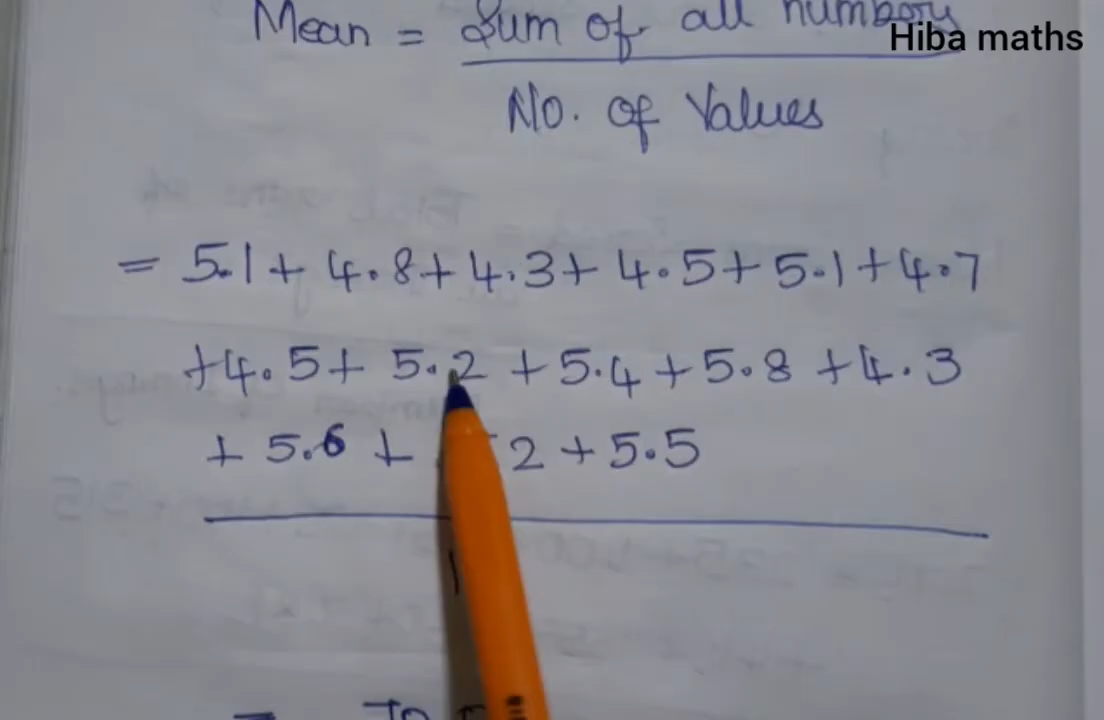 Mean = Sum of all numbers
Hiba maths
No. of Values
= 5.1 + 4.8 + 4.3 + 4.5 + 5.1 + 4.7
+ 4.5 + 5.2 + 5.4 + 5.8 + 4.3
+ 5.6 + 2 + 5.5
=